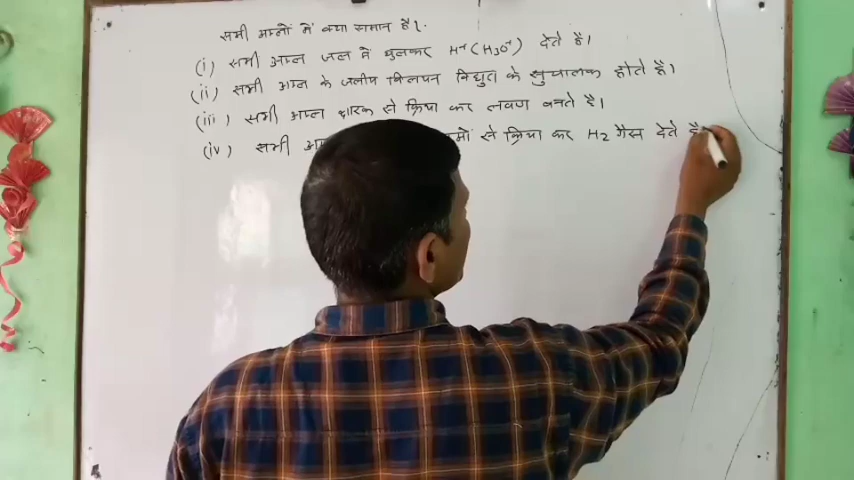 सभी अम्लों में क्या समान है?
(i) सभी अम्ल जल में घुलकर H⁺(H₃O⁺) देते हैं।
(ii) सभी अम्ल के जलीय विलयन विद्युत के सुचालक होते हैं।
(iii) सभी अम्ल क्षारक से क्रिया कर लवण बनते हैं।
(iv) सभी से क्रिया कर H₂ गैस देते है